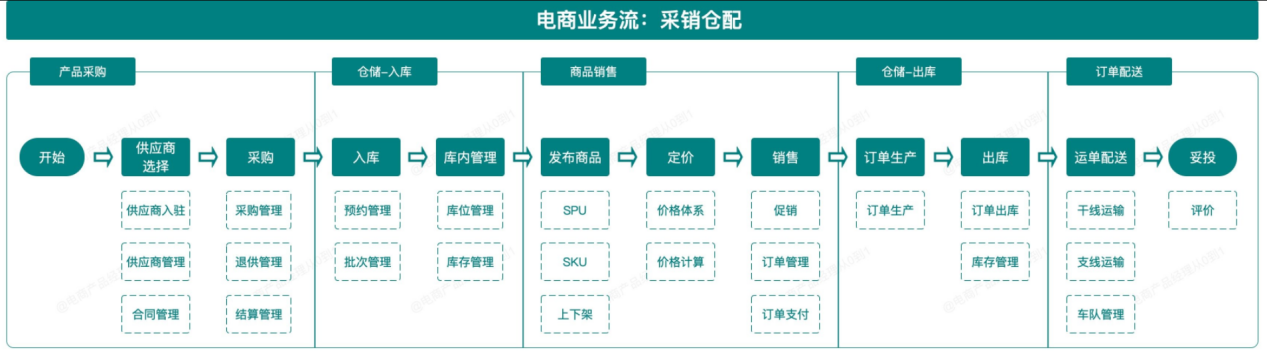 电商业务流：采销仓配
产品采购
仓储-入库
商品销售
仓储-出库
订单配送
开始
供应商
选择
采购
入库
库内管理
发布商品
定价
销售
订单生产
出库
运单配送
妥投
供应商入驻
采购管理
预约管理
库位管理
SPU
价格体系
促销
订单生产
订单出库
干线运输
评价
供应商管理
退供管理
批次管理
库存管理
SKU
价格计算
订单管理
库存管理
支线运输
合同管理
结算管理
上下架
订单支付
车队管理